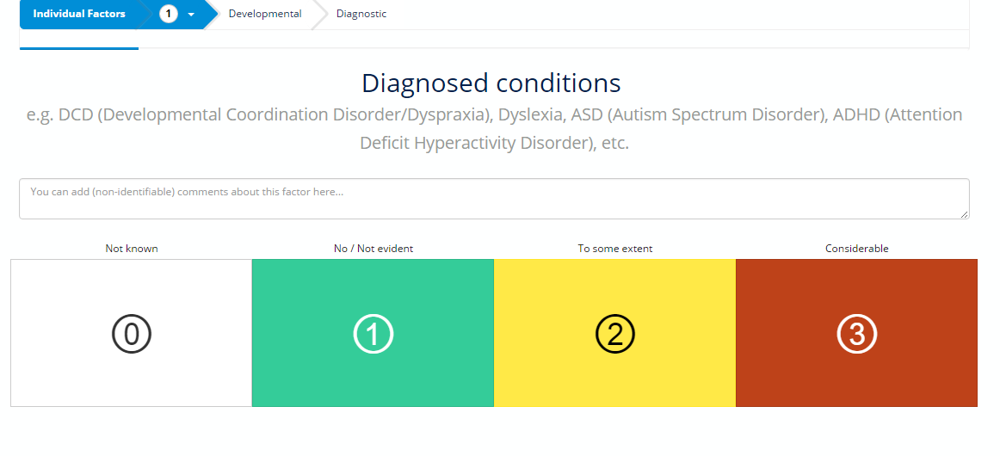 Individual Factors 1 Developmental Diagnostic
Diagnosed conditions
e.g. DCD (Developmental Coordination Disorder/Dyspraxia), Dyslexia, ASD (Autism Spectrum Disorder), ADHD (Attention
Deficit Hyperactivity Disorder), etc.
You can add (non-identifiable) comments about this factor here...
Not known No / Not evident To some extent Considerable
0 1 2 3